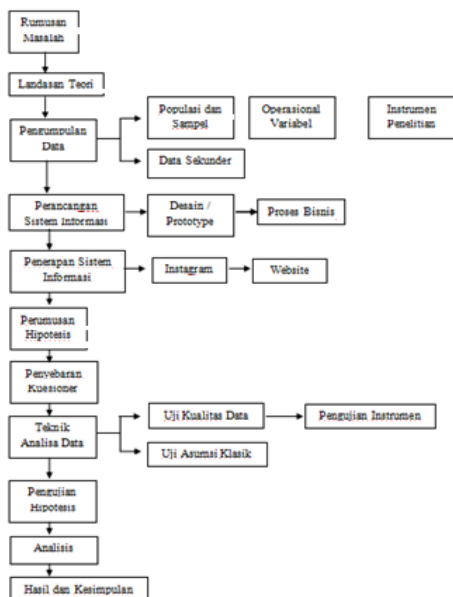 Rumusan
Masalah
Landasan Teori
Pengumpulan
Data
Populasi dan
Sampel
Operasional
Variabel
Instrumen
Penelitian
Data Sekunder
Perancangan
Sistem Informasi
Desain /
Prototype
Proses Bisnis
Penerapan Sistem
Informasi
Instagram
Website
Perumusan
Hipotesis
Penyebaran
Kuesioner
Teknik
Analisa Data
Uji Kualitas Data
Pengujian Instrumen
Uji Asumsi Klasik
Pengujian
Hipotesis
Analisis
Hasil dan Kesimpulan